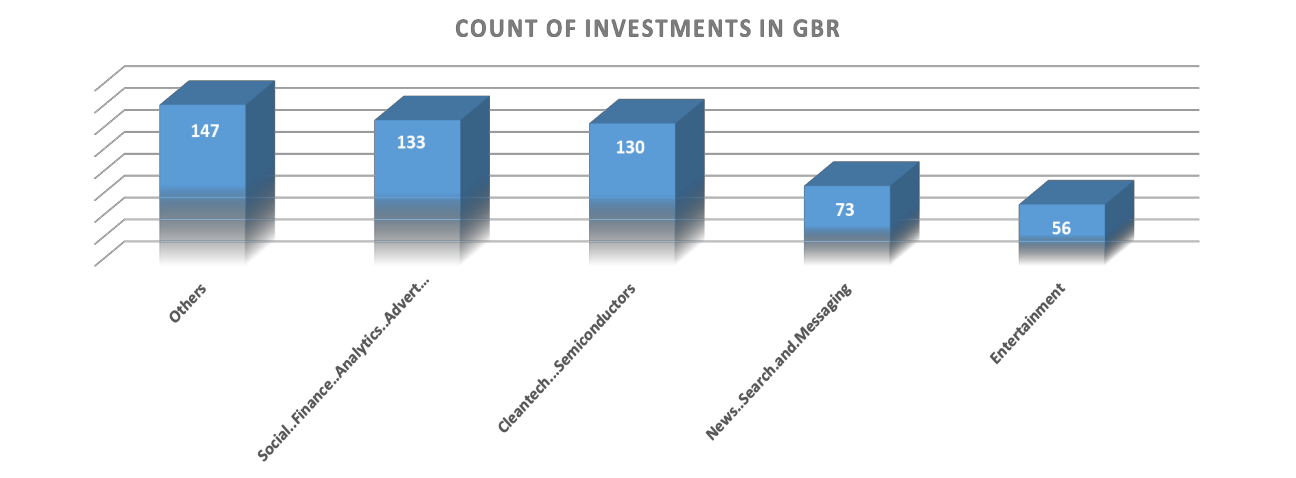 COUNT OF INVESTMENTS IN GBR
147
133
130
73
56
Others
Social..Finance..Analytics..Advert...
Cleantech...Semiconductors
News..Search.and.Messaging
Entertainment